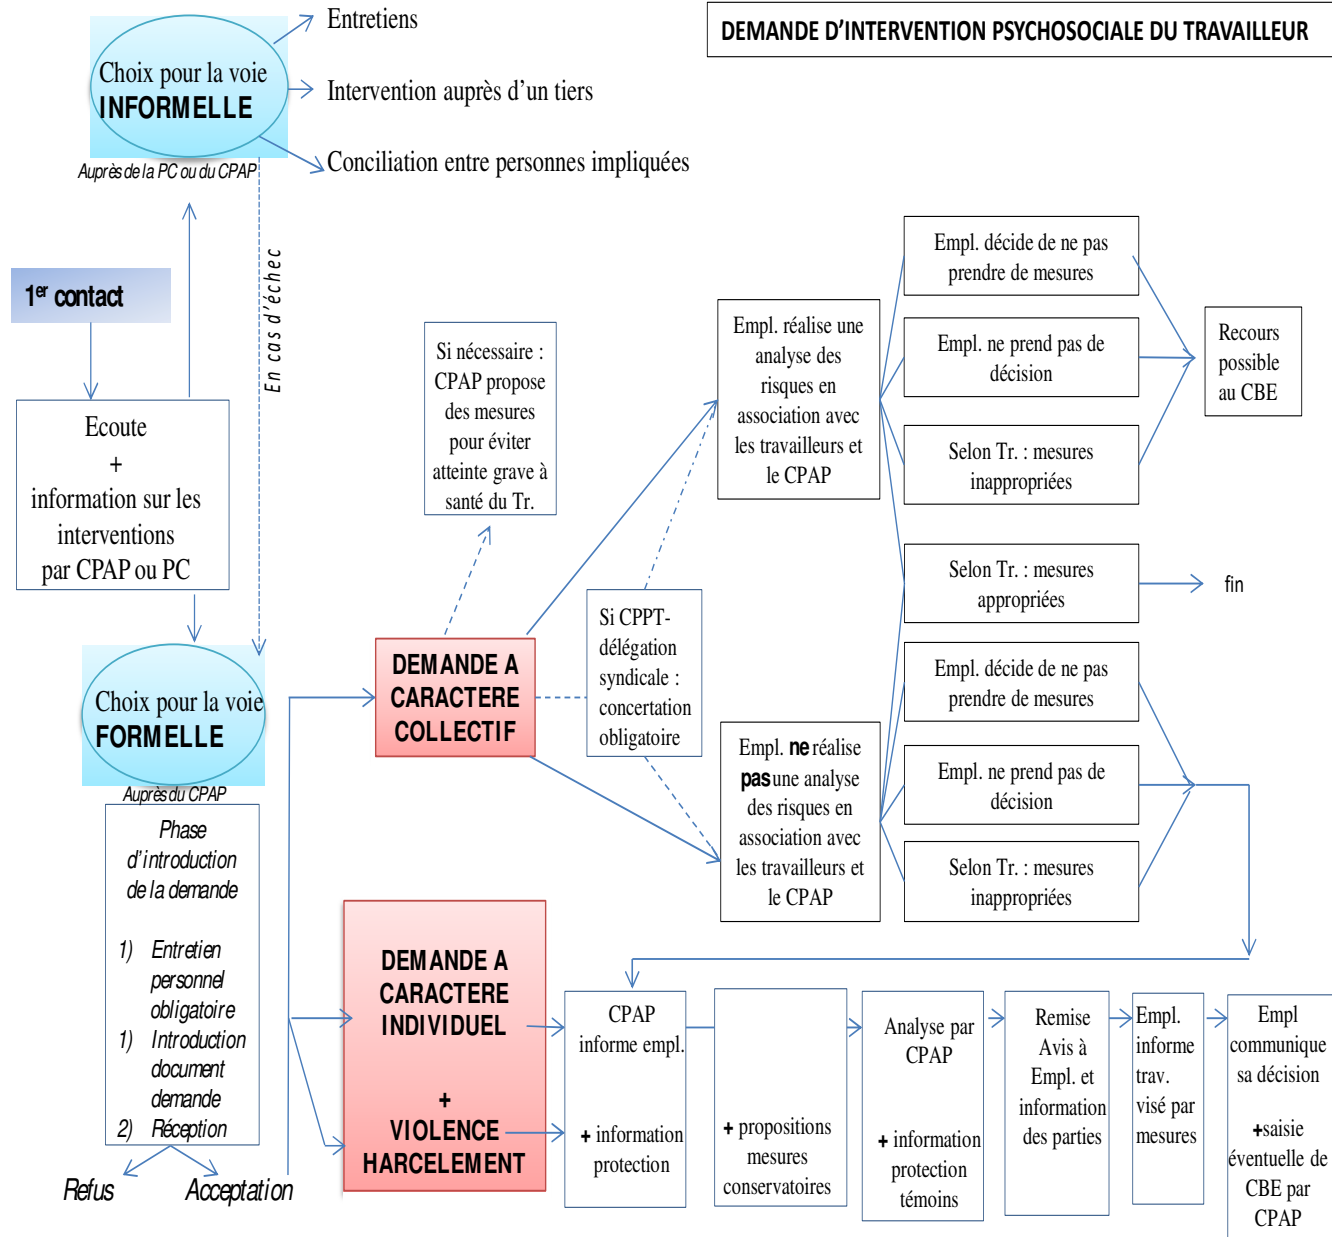 DEMANDE D’INTERVENTION PSYCHOSOCIALE DU TRAVAILLEUR
Choix pour la voie
INFORMELLE
Auprès de la PC ou du CPAP
Entretiens
Intervention auprès d’un tiers
Conciliation entre personnes impliquées
En cas d’échec
1er contact
Ecoute
+
information sur les
interventions
par CPAP ou PC
Choix pour la voie
FORMELLE
Auprès du CPAP
Phase
d’introduction
de la demande
1) Entretien
personnel
obligatoire
1) Introduction
document
demande
2) Réception
Refus
Acceptation
Si nécessaire :
CPAP propose
des mesures
pour éviter
atteinte grave à
santé du Tr.
DEMANDE A
CARACTERE
COLLECTIF
Si CPPT-
délégation
syndicale :
concertation
obligatoire
Empl. réalise une
analyse des
risques en
association avec
les travailleurs et
le CPAP
Empl. ne réalise
pas une analyse
des risques en
association avec
les travailleurs et
le CPAP
Empl. décide de ne pas
prendre de mesures
Empl. ne prend pas de
décision
Selon Tr. : mesures
inappropriées
Recours
possible
au CBE
Selon Tr. : mesures
appropriées
fin
Empl. décide de ne pas
prendre de mesures
Empl. ne prend pas de
décision
Selon Tr. : mesures
inappropriées
DEMANDE A
CARACTERE
INDIVIDUEL
+
VIOLENCE
HARCELEMENT
CPAP
informe empl.
+ information
protection
+ propositions
mesures
conservatoires
Analyse par
CPAP
+ information
protection
témoins
Remise
Avis à
Empl. et
information
des parties
Empl.
informe
trav.
visé par
mesures
Empl
communique
sa décision
+saisie
éventuelle de
CBE par
CPAP